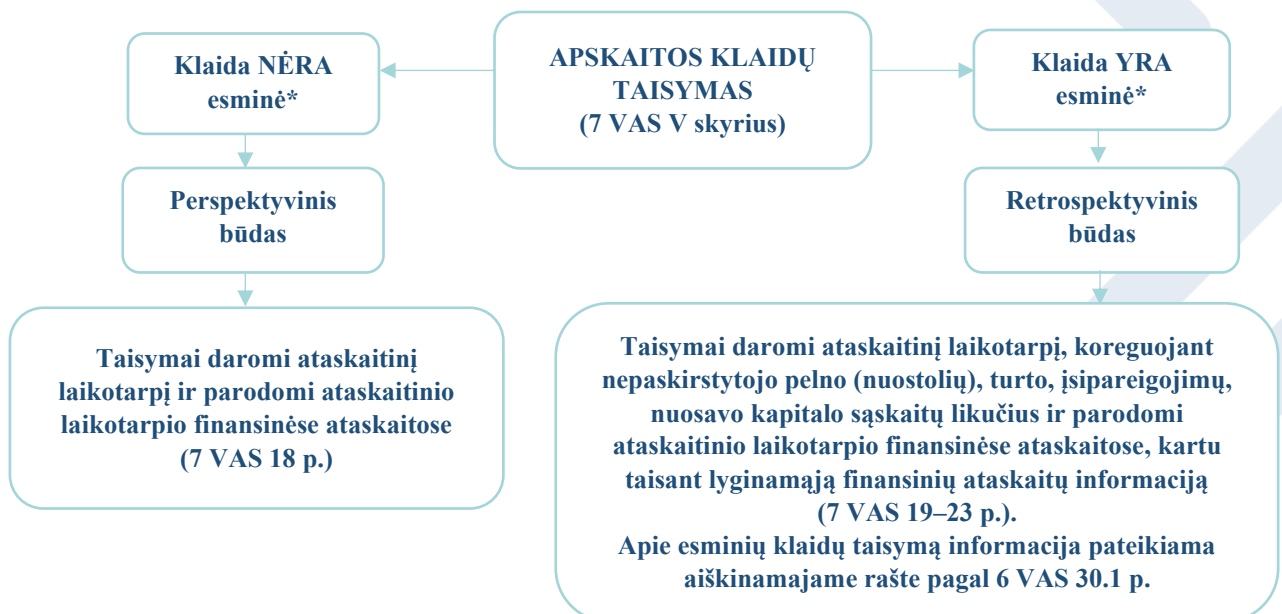 APSKAITOS KLAIDŲ
TAISYMAS
(7 VAS V skyrius)
Klaida NĖRA
esminė*
Perspektyvinis
būdas
Taisymai daromi ataskaitinį
laikotarpį ir parodomi ataskaitinio
laikotarpio finansinėse ataskaitose
(7 VAS 18 p.)
Klaida YRA
esminė*
Retrospektyvinis
būdas
Taisymai daromi ataskaitinį laikotarpį, koreguojant
nepaskirstytojo pelno (nuostolių), turto, įsipareigojimų,
nuosavo kapitalo sąskaitų likučius ir parodomi
ataskaitinio laikotarpio finansinėse ataskaitose, kartu
taisant lyginamąją finansinių ataskaitų informaciją
(7 VAS 19–23 p.).
Apie esminių klaidų taisymą informacija pateikiama
aiškinamajame rašte pagal 6 VAS 30.1 p.